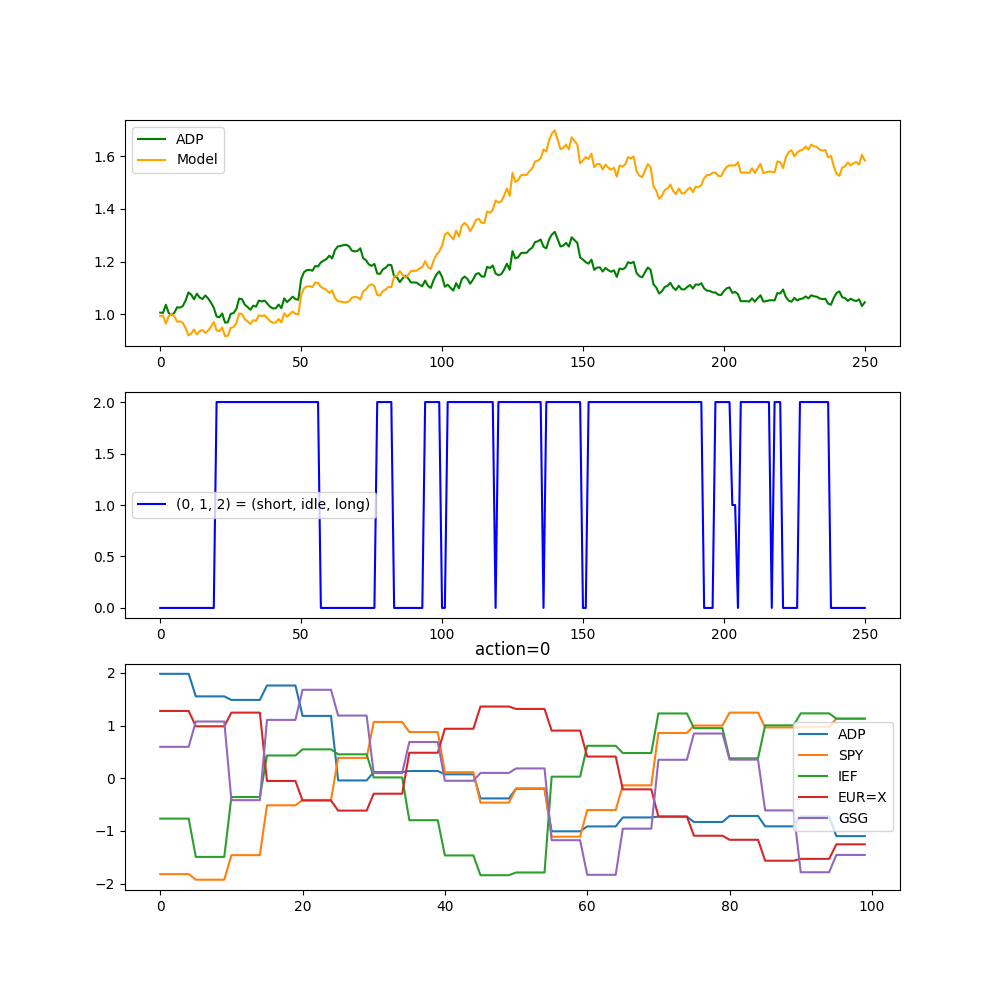 ADP
Model
1.6
1.4
1.2
1.0
0 50 100 150 200 250
2.0
1.5
1.0
0.5
0.0
(0, 1, 2) = (short, idle, long)
0 50 100 150 200 250
action=0
2
1
0
−1
−2
ADP
SPY
IEF
EUR=X
GSG
0 20 40 60 80 100